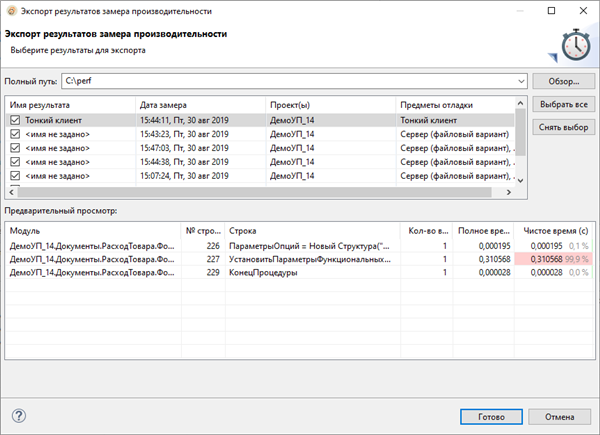 Экспорт результатов замера производительности
Экспорт результатов замера производительности
Выберите результаты для экспорта
Полный путь: C:\perf Обзор...
Имя результата Дата замера Проект(ы) Предметы отладки Выбрать все
Тонкий клиент 15:44:11, Пт, 30 авг 2019 ДемоУП_14 Тонкий клиент Снять выбор
<имя не задано> 15:43:23, Пт, 30 авг 2019 ДемоУП_14 Сервер (файловый вариант)
<имя не задано> 15:47:03, Пт, 30 авг 2019 ДемоУП_14 Сервер (файловый вариант), .
<имя не задано> 15:44:38, Пт, 30 авг 2019 ДемоУП_14 Сервер (файловый вариант), .
<имя не задано> 15:07:24, Пт, 30 авг 2019 ДемоУП_14 Сервер (файловый вариант), .
Предварительный просмотр:
Модуль № стро... Строка Кол-во в... Полное вре... Чистое время (с)
ДемоУП_14.Документы.РасходТовара.Фо... 226 ПараметрыОпций = Новый Структура("... 1 0,000195 0,000195 0,1 %
ДемоУП_14.Документы.РасходТовара.Фо... 227 УстановитьПараметрыФункциональных... 1 0,310568 0,310568 99,9 %
ДемоУП_14.Документы.РасходТовара.Фо... 229 КонецПроцедуры 1 0,000028 0,000028 0,0 %
? Готово Отмена